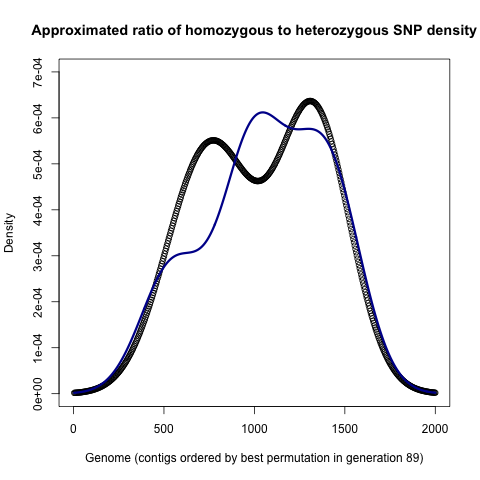 Approximated ratio of homozygous to heterozygous SNP density
7e-04
6e-04
5e-04
4e-04
3e-04
2e-04
1e-04
0e+00
Density
0 500 1000 1500 2000
Genome (contigs ordered by best permutation in generation 89)